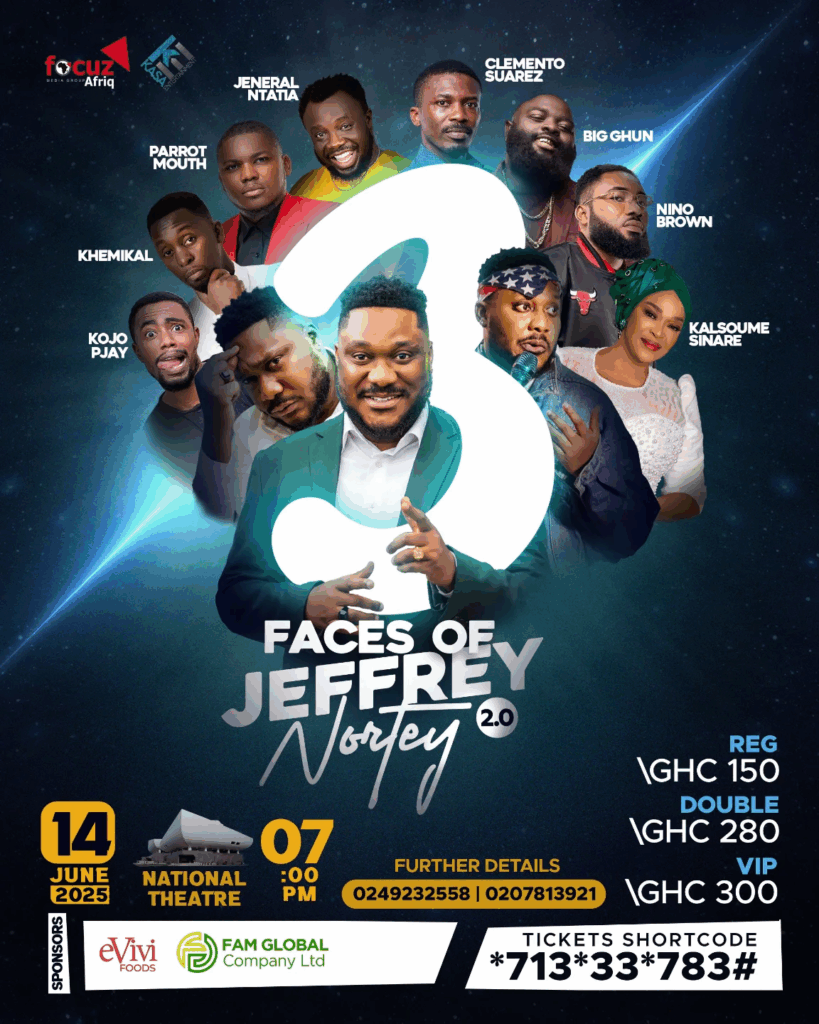 focuz
MEDIA GROUP
Afriq
KASA
CLEMENTO
SUAREZ
JENERAL
NTATIA
BIG GHUN
PARROT
MOUTH
NINO
BROWN
KHEMIKAL
KALSOUME
SINARE
KOJO
PJAY
3
FACES OF
JEFFREY
Nortey
2.0
REG
\GHC 150
DOUBLE
\GHC 280
VIP
\GHC 300
14
JUNE
2025
NATIONAL
THEATRE
07
:00
PM
FURTHER DETAILS
0249232558 | 0207813921
SPONSORS
eVivi
FOODS
FAM GLOBAL
Company Ltd
TICKETS SHORTCODE
*713*33*783#